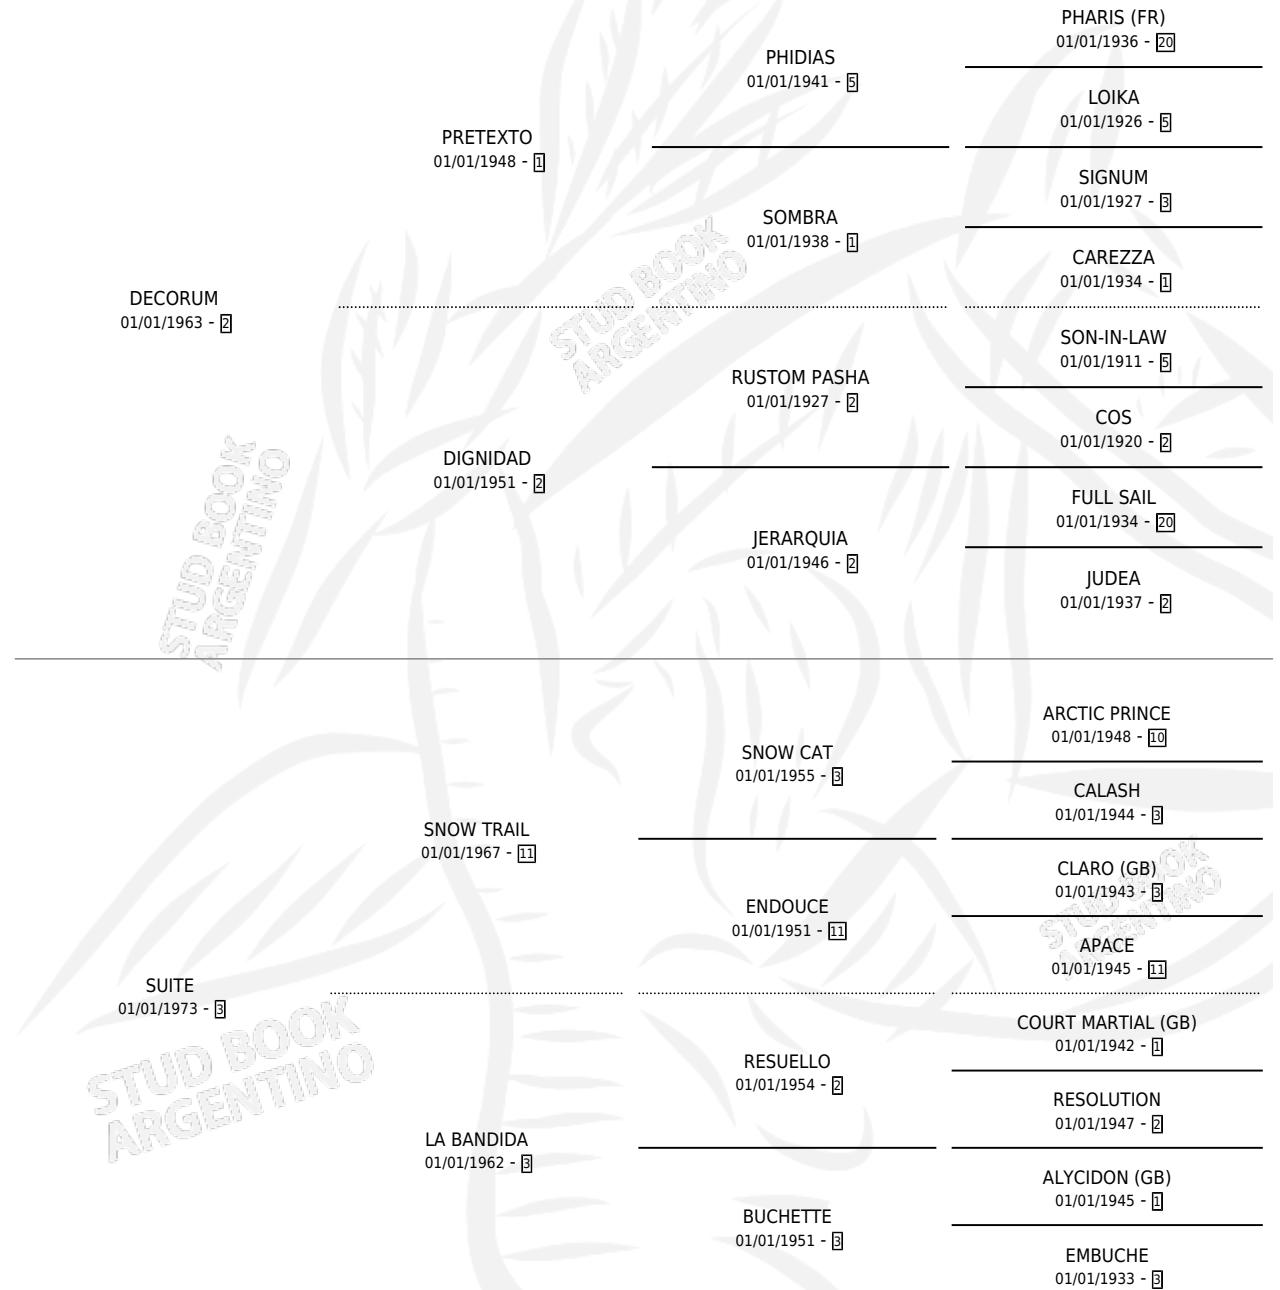 PHARIS (FR)
01/01/1936 - 20
PHIDIAS
01/01/1941 - 5
LOIKA
01/01/1926 - 5
PRETEXTO
01/01/1948 - 1
SIGNUM
01/01/1927 - 3
SOMBRA
01/01/1938 - 1
CAREZZA
01/01/1934 - 1
DECORUM
01/01/1963 - 2
SON-IN-LAW
01/01/1911 - 5
RUSTOM PASHA
01/01/1927 - 2
COS
01/01/1920 - 2
DIGNIDAD
01/01/1951 - 2
FULL SAIL
01/01/1934 - 20
JERARQUIA
01/01/1946 - 2
JUDEA
01/01/1937 - 2
STUD BOOK
ARGENTINO
STUD BOOK
ARGENTINO
ARCTIC PRINCE
01/01/1948 - 10
SNOW CAT
01/01/1955 - 3
CALASH
01/01/1944 - 3
SNOW TRAIL
01/01/1967 - 11
CLARO (GB)
01/01/1943 - 3
ENDOUCE
01/01/1951 - 11
APACE
01/01/1945 - 11
SUITE
01/01/1973 - 3
COURT MARTIAL (GB)
01/01/1942 - 1
RESUELLO
01/01/1954 - 2
RESOLUTION
01/01/1947 - 2
LA BANDIDA
01/01/1962 - 3
ALYCIDON (GB)
01/01/1945 - 1
BUCHETTE
01/01/1951 - 3
EMBUCHE
01/01/1933 - 3
STUD BOOK
ARGENTINO
STUD BOOK
ARGENTINO